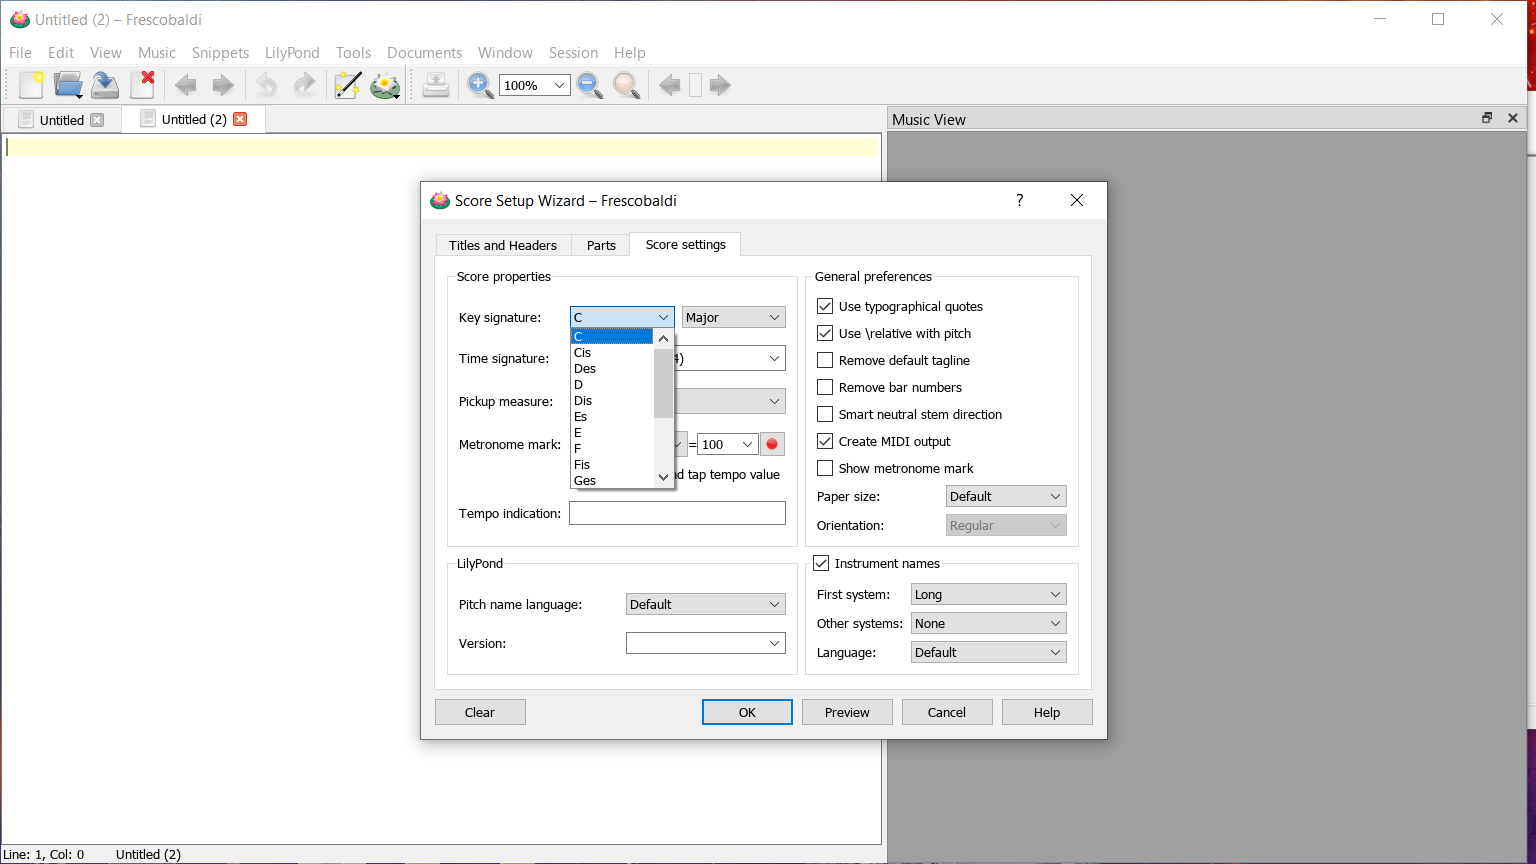 Untitled (2) – Frescobaldi
File Edit View Music Snippets LilyPond Tools Documents Window Session Help
100%
Untitled
Untitled (2)
Music View
Score Setup Wizard – Frescobaldi
?
Titles and Headers
Parts
Score settings
Score properties
Key signature:
C
Major
C
Cis
Des
D
Dis
Es
E
F
Fis
Ges
Time signature:
4)
Pickup measure:
Metronome mark:
=
100
d tap tempo value
Tempo indication:
General preferences
Use typographical quotes
Use \relative with pitch
Remove default tagline
Remove bar numbers
Smart neutral stem direction
Create MIDI output
Show metronome mark
Paper size:
Default
Orientation:
Regular
LilyPond
Pitch name language:
Default
Version:
Instrument names
First system:
Long
Other systems:
None
Language:
Default
Clear
OK
Preview
Cancel
Help
Line: 1, Col: 0
Untitled (2)